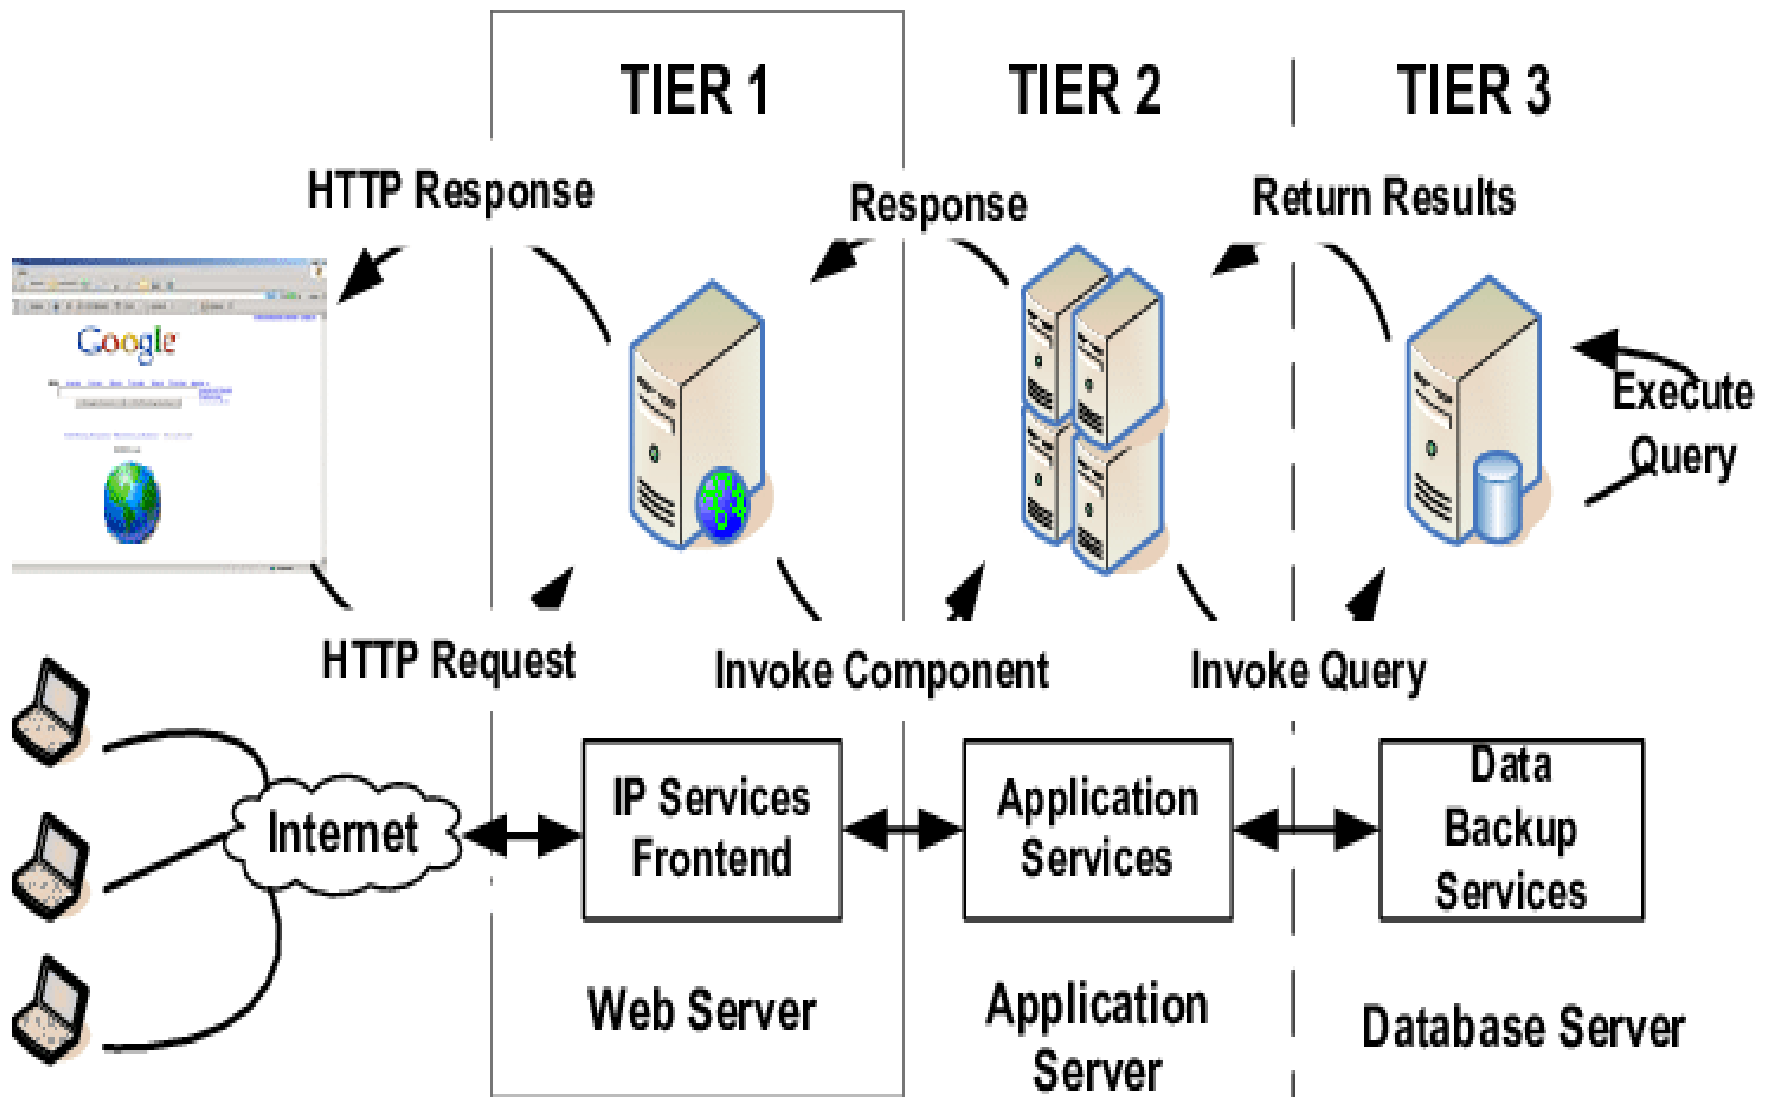 TIER 1
TIER 2
TIER 3
HTTP Response
Response
Return Results
Google
Execute
Query
HTTP Request
Invoke Component
Invoke Query
Internet
IP Services
Frontend
Application
Services
Data
Backup
Services
Web Server
Application
Server
Database Server